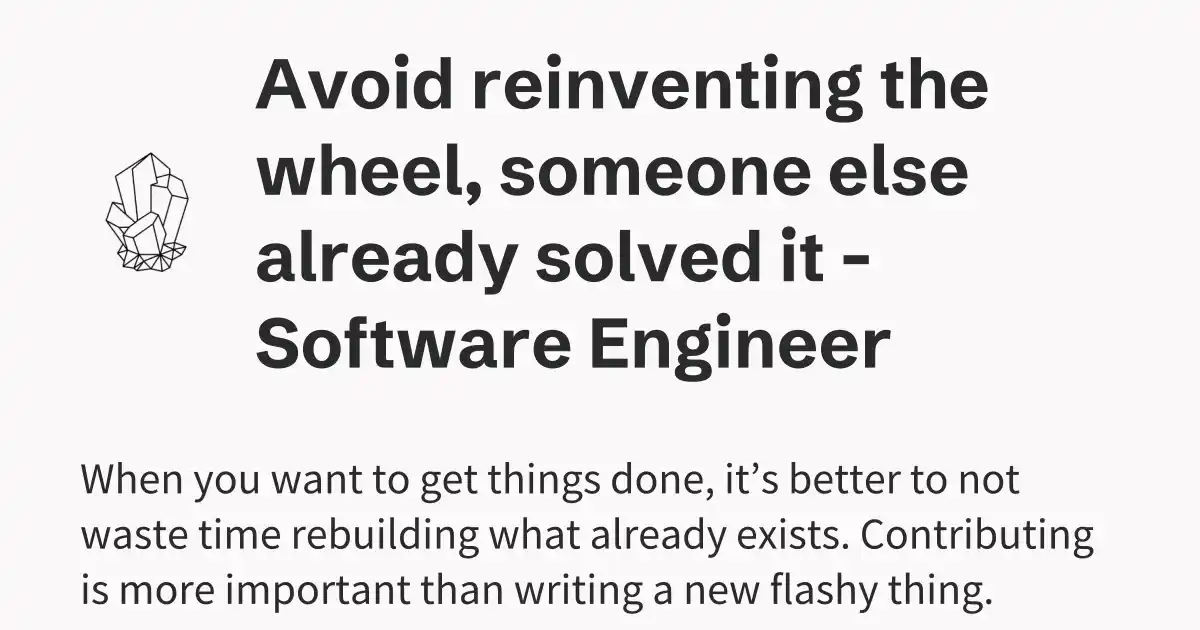 Avoid reinventing the
wheel, someone else
already solved it -
Software Engineer
When you want to get things done, it’s better to not
waste time rebuilding what already exists. Contributing
is more important than writing a new flashy thing.